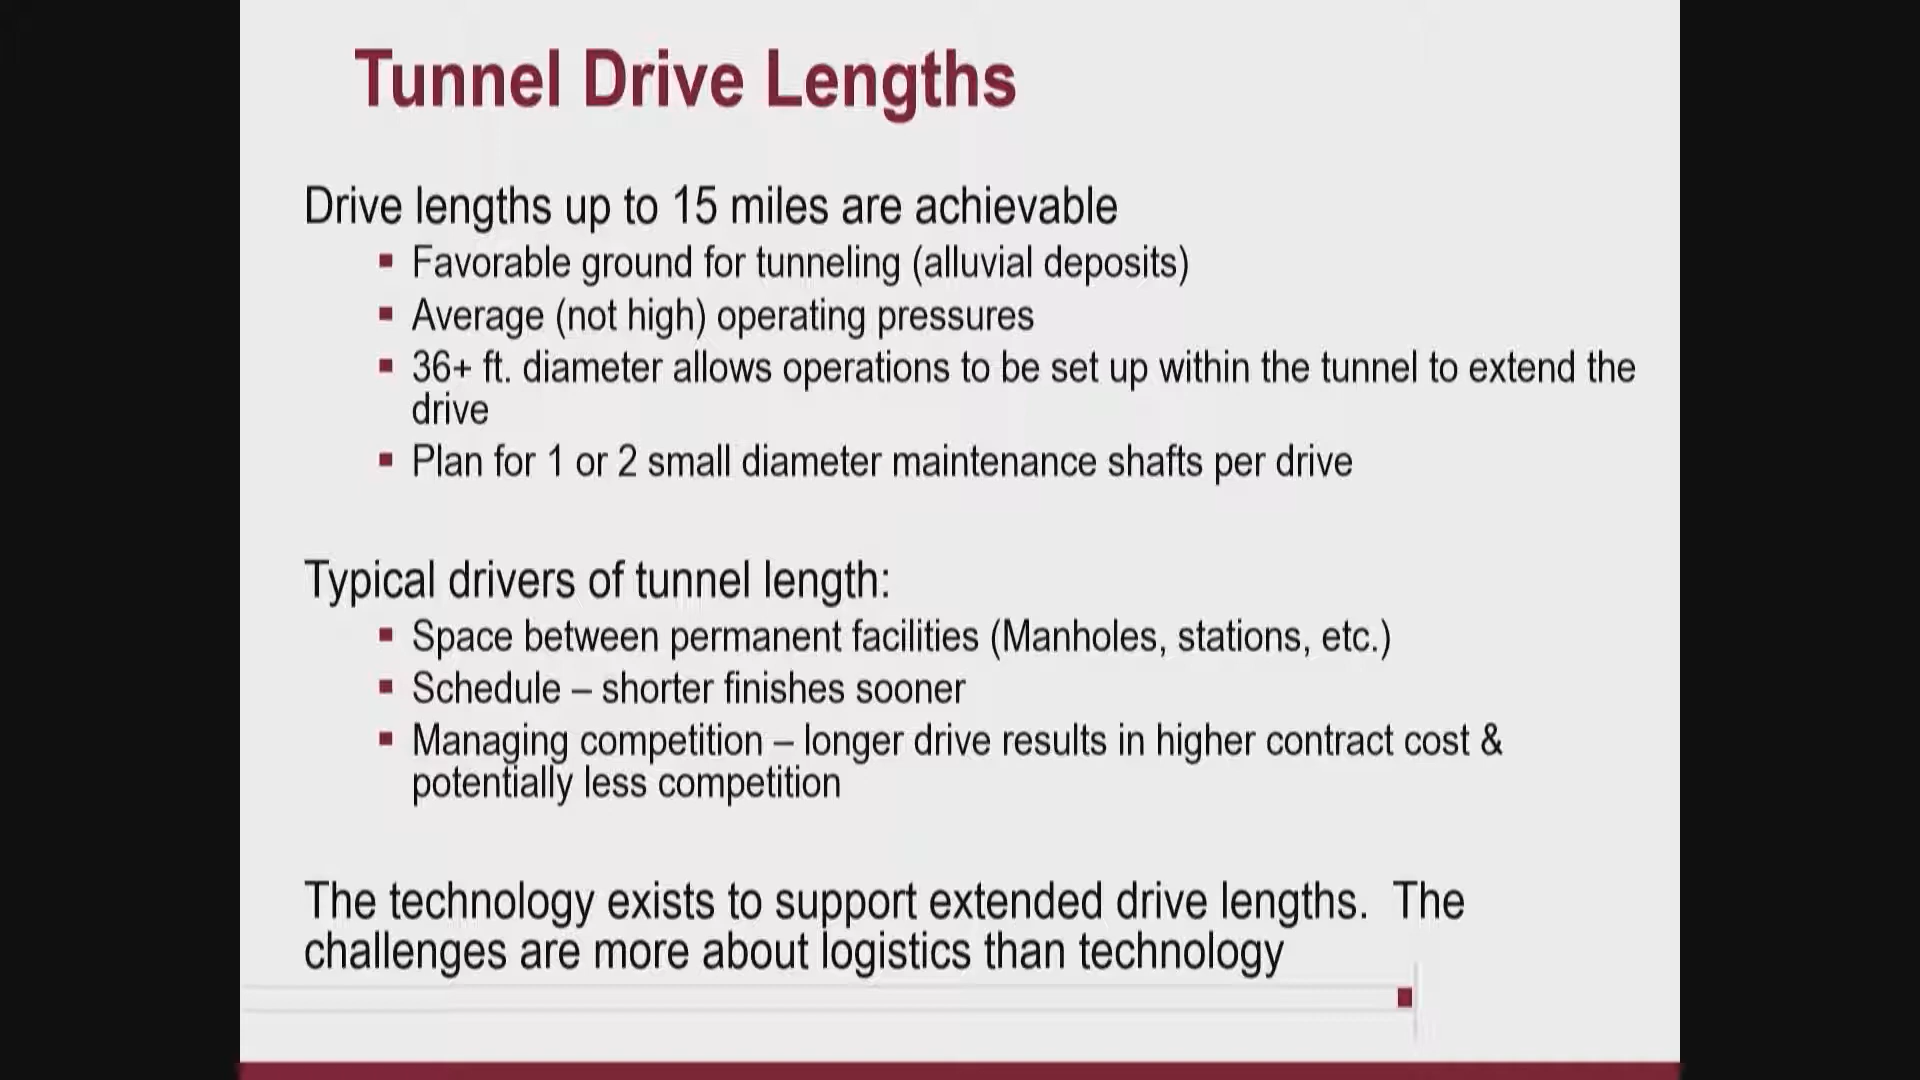 Tunnel Drive Lengths
Drive lengths up to 15 miles are achievable
▪ Favorable ground for tunneling (alluvial deposits)
▪ Average (not high) operating pressures
▪ 36+ ft. diameter allows operations to be set up within the tunnel to extend the
drive
▪ Plan for 1 or 2 small diameter maintenance shafts per drive
Typical drivers of tunnel length:
▪ Space between permanent facilities (Manholes, stations, etc.)
▪ Schedule – shorter finishes sooner
▪ Managing competition – longer drive results in higher contract cost &
potentially less competition
The technology exists to support extended drive lengths.  The
challenges are more about logistics than technology